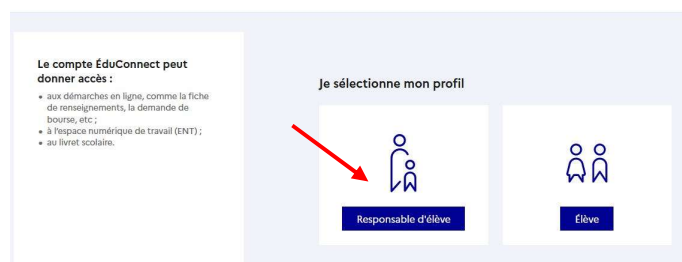 Le compte ÉduConnect peut
donner accès :
• aux démarches en ligne, comme la fiche
de renseignements, la demande de
bourse, etc ;
• à l'espace numérique de travail (ENT) ;
• au livret scolaire.
Je sélectionne mon profil
Responsable d'élève
Élève